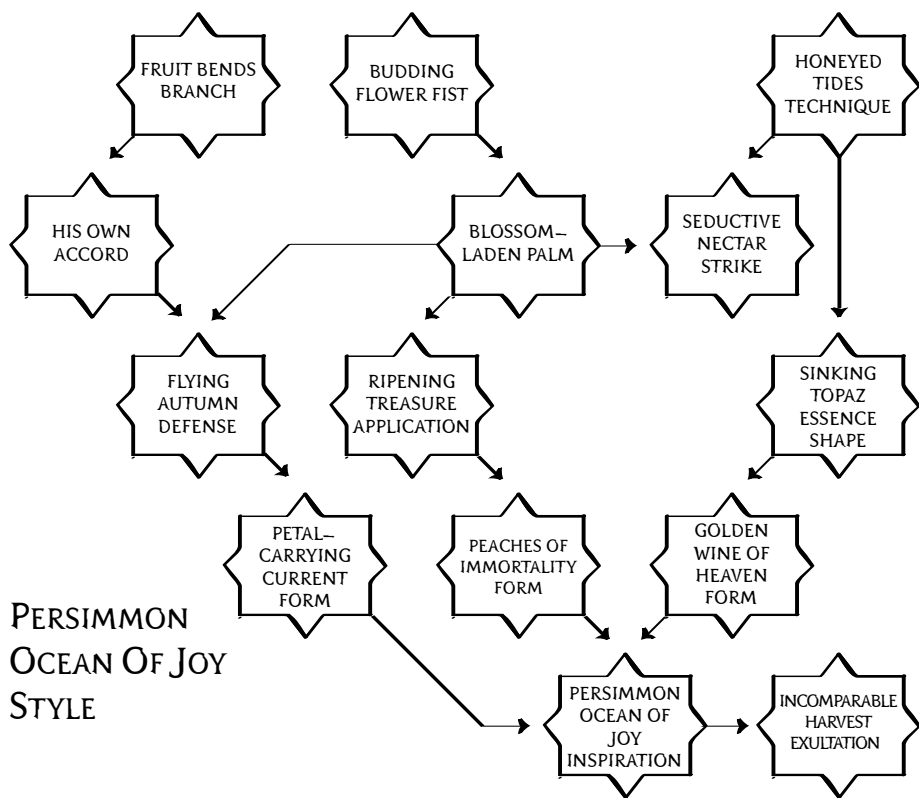 FRUIT BENDS
BRANCH
BUDDING
FLOWER FIST
HONEYED
TIDES
TECHNIQUE
HIS OWN
ACCORD
BLOSSOM–
LADEN PALM
SEDUCTIVE
NECTAR
STRIKE
FLYING
AUTUMN
DEFENSE
RIPENING
TREASURE
APPLICATION
SINKING
TOPAZ
ESSENCE
SHAPE
PETAL–
CARRYING
CURRENT
FORM
PEACHES OF
IMMORTALITY
FORM
GOLDEN
WINE OF
HEAVEN
FORM
PERSIMMON
OCEAN OF JOY
STYLE
PERSIMMON
OCEAN OF
JOY
INSPIRATION
INCOMPARABLE
HARVEST
EXULTATION